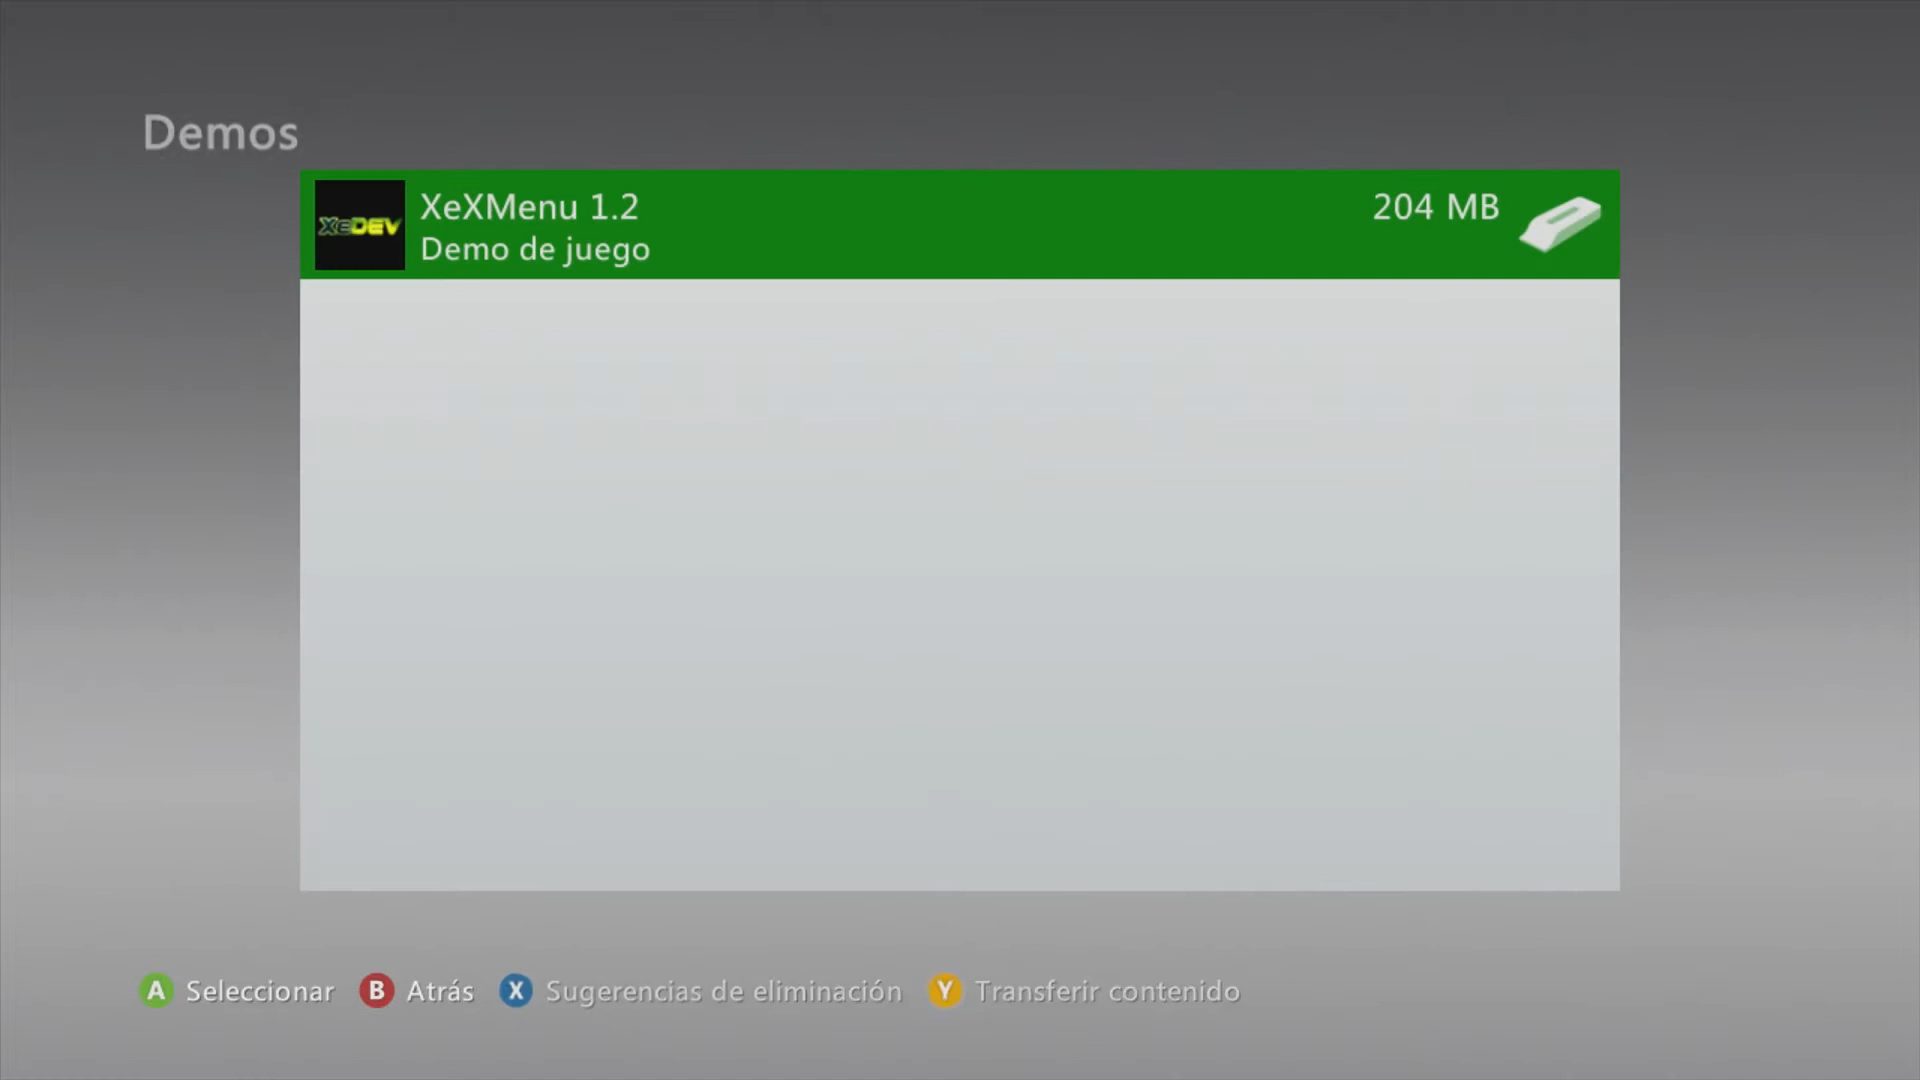 Demos
XeDEV
XeXMenu 1.2
204 MB
Demo de juego
A Seleccionar B Atrás X Sugerencias de eliminación Y Transferir contenido